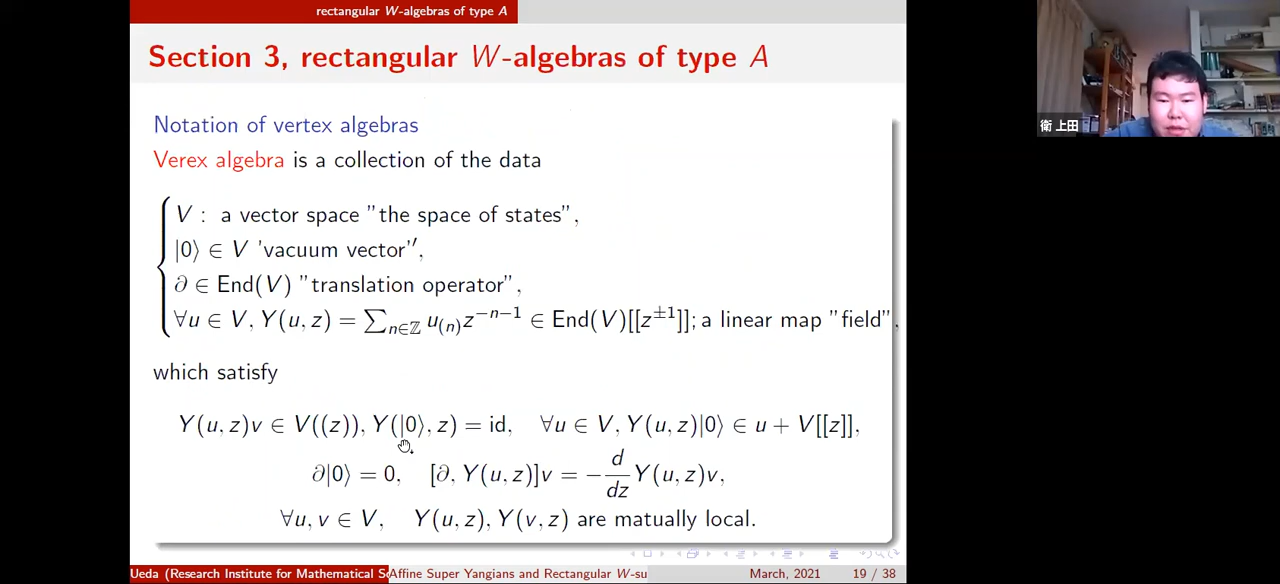 rectangular W-algebras of type A
Section 3, rectangular W-algebras of type A
Notation of vertex algebras
Verex algebra is a collection of the data
V : a vector space "the space of states",
|0⟩ ∈ V 'vacuum vector'′,
∂ ∈ End(V) "translation operator",
∀u ∈ V, Y(u, z) = ∑_{n∈ℤ} u_{(n)}z^{−n−1} ∈ End(V)[[z^{±1}]]; a linear map "field",
which satisfy
Y(u, z)v ∈ V((z)), Y(|0⟩, z) = id, ∀u ∈ V, Y(u, z)|0⟩ ∈ u + V[[z]],
∂|0⟩ = 0, [∂, Y(u, z)]v = −d/dz Y(u, z)v,
∀u, v ∈ V, Y(u, z), Y(v, z) are matually local.
Ueda (Research Institute for Mathematical Sc Affine Super Yangians and Rectangular W-su March, 2021 19 / 38
衛 上田